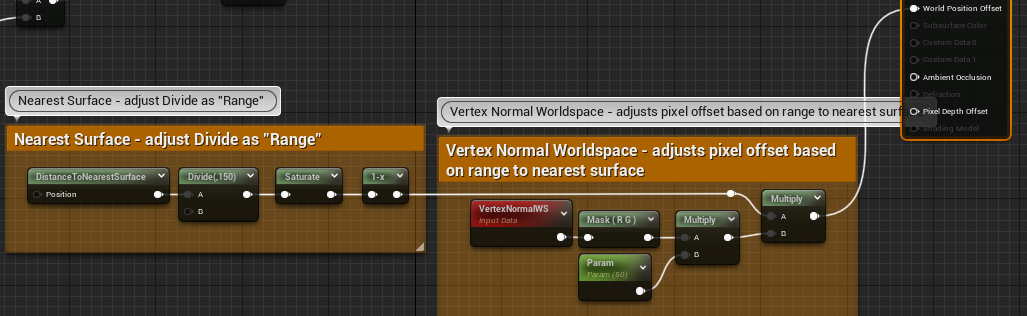 A
B
World Position Offset
Subsurface Color
Custom Data 0
Custom Data 1
Ambient Occlusion
Refraction
Pixel Depth Offset
Shading Model
Nearest Surface - adjust Divide as "Range"
Vertex Normal Worldspace - adjusts pixel offset based on range to nearest surf
Nearest Surface - adjust Divide as "Range"
Vertex Normal Worldspace - adjusts pixel offset based
on range to nearest surface
DistanceToNearestSurface
Position
Divide(,150)
A
B
Saturate
1-x
VertexNormalWS
Input Data
Mask ( R G )
Param
Param (50)
Multiply
A
B
Multiply
A
B